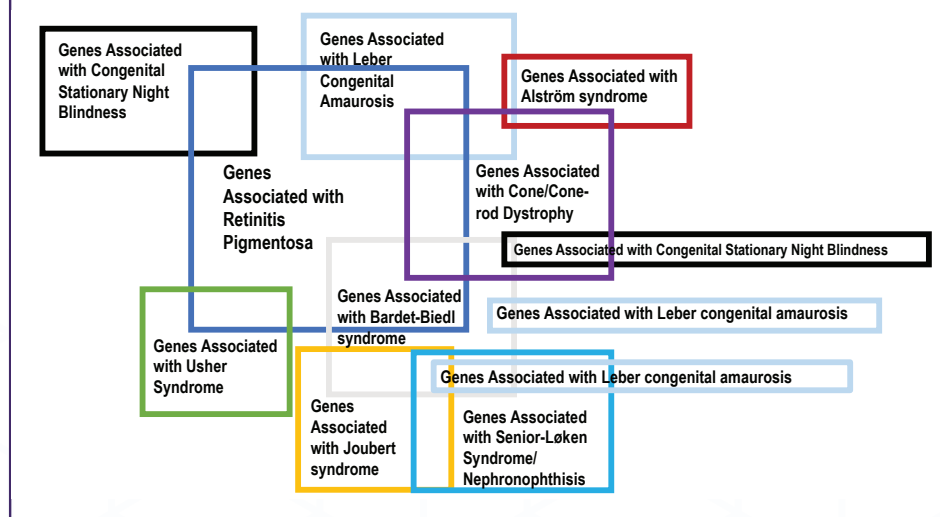 Genes Associated
with Congenital
Stationary Night
Blindness
Genes Associated
with Leber
Congenital
Amaurosis
Genes Associated with
Alström syndrome
Genes
Associated with
Retinitis
Pigmentosa
Genes Associated
with Cone/Cone-
rod Dystrophy
Genes Associated with Congenital Stationary Night Blindness
Genes Associated
with Bardet-Biedl
syndrome
Genes Associated with Leber congenital amaurosis
Genes Associated
with Usher
Syndrome
Genes Associated with Leber congenital amaurosis
Genes
Associated
with Joubert
syndrome
Genes Associated
with Senior-Løken
Syndrome/
Nephronophthisis